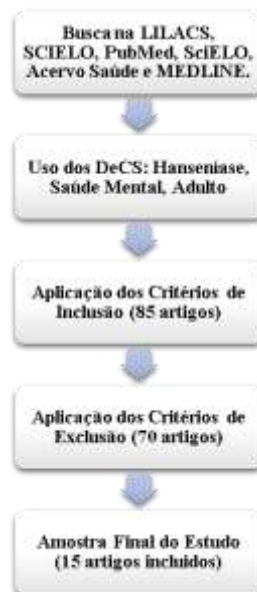 Busca na LILACS,
SCIELO, PubMed, SciELO,
Acervo Saúde e MEDLINE.
Uso dos DeCS: Hanseníase,
Saúde Mental, Adulto
Aplicação dos Critérios de
Inclusão (85 artigos)
Aplicação dos Critérios de
Exclusão (70 artigos)
Amostra Final do Estudo
(15 artigos incluídos)